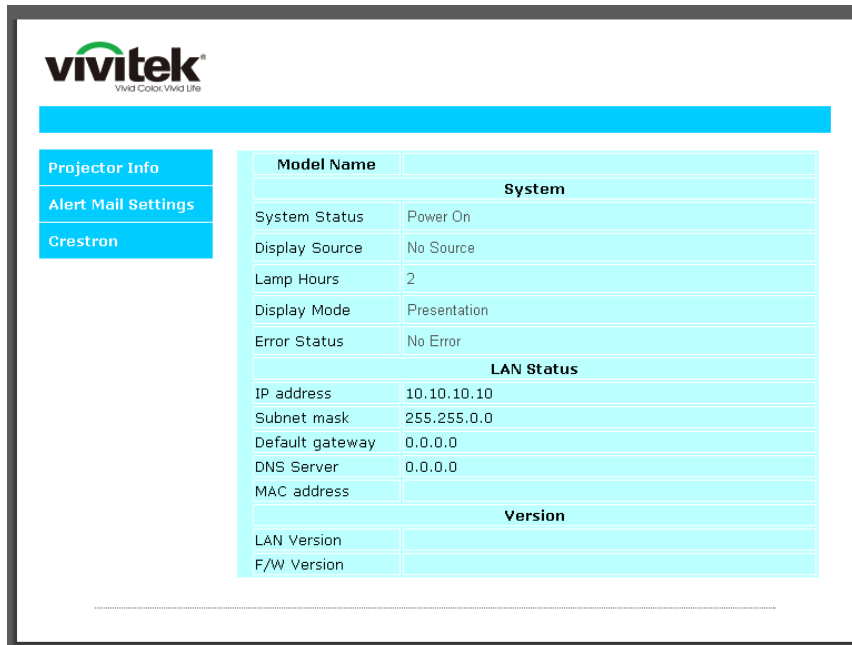 vivitek®
Vivid Color. Vivid Life
Projector Info
Alert Mail Settings
Crestron
Model Name
System
System Status Power On
Display Source No Source
Lamp Hours 2
Display Mode Presentation
Error Status No Error
LAN Status
IP address 10.10.10.10
Subnet mask 255.255.0.0
Default gateway 0.0.0.0
DNS Server 0.0.0.0
MAC address
Version
LAN Version
F/W Version